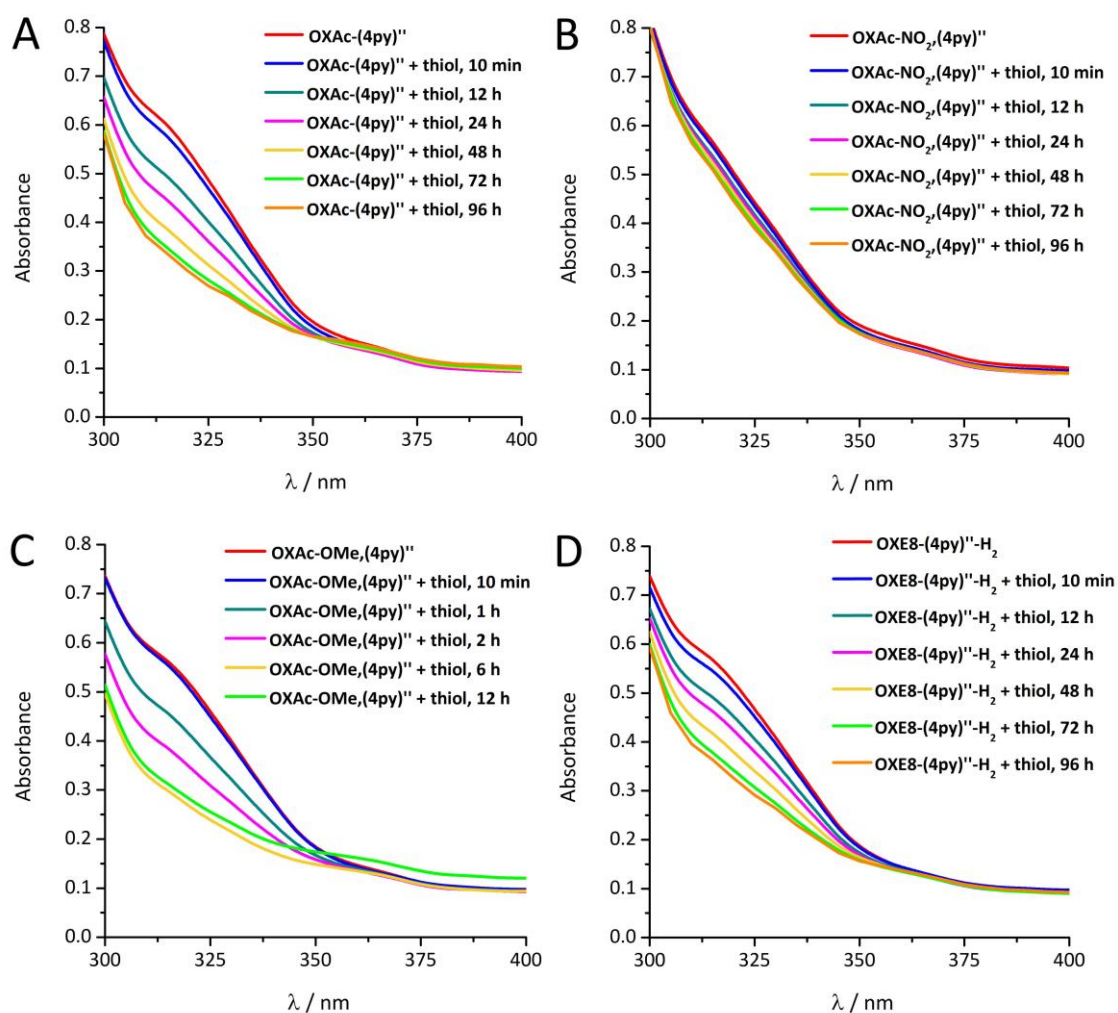 A
OXAc-(4py)''
OXAc-(4py)'' + thiol, 10 min
OXAc-(4py)'' + thiol, 12 h
OXAc-(4py)'' + thiol, 24 h
OXAc-(4py)'' + thiol, 48 h
OXAc-(4py)'' + thiol, 72 h
OXAc-(4py)'' + thiol, 96 h
Absorbance
0.8
0.7
0.6
0.5
0.4
0.3
0.2
0.1
0.0
300 325 350 375 400
λ / nm
B
OXAc-NO₂,(4py)''
OXAc-NO₂,(4py)'' + thiol, 10 min
OXAc-NO₂,(4py)'' + thiol, 12 h
OXAc-NO₂,(4py)'' + thiol, 24 h
OXAc-NO₂,(4py)'' + thiol, 48 h
OXAc-NO₂,(4py)'' + thiol, 72 h
OXAc-NO₂,(4py)'' + thiol, 96 h
Absorbance
0.8
0.7
0.6
0.5
0.4
0.3
0.2
0.1
0.0
300 325 350 375 400
λ / nm
C
OXAc-OMe,(4py)''
OXAc-OMe,(4py)'' + thiol, 10 min
OXAc-OMe,(4py)'' + thiol, 1 h
OXAc-OMe,(4py)'' + thiol, 2 h
OXAc-OMe,(4py)'' + thiol, 6 h
OXAc-OMe,(4py)'' + thiol, 12 h
Absorbance
0.8
0.7
0.6
0.5
0.4
0.3
0.2
0.1
0.0
300 325 350 375 400
λ / nm
D
OXE8-(4py)''-H₂
OXE8-(4py)''-H₂ + thiol, 10 min
OXE8-(4py)''-H₂ + thiol, 12 h
OXE8-(4py)''-H₂ + thiol, 24 h
OXE8-(4py)''-H₂ + thiol, 48 h
OXE8-(4py)''-H₂ + thiol, 72 h
OXE8-(4py)''-H₂ + thiol, 96 h
Absorbance
0.8
0.7
0.6
0.5
0.4
0.3
0.2
0.1
0.0
300 325 350 375 400
λ / nm